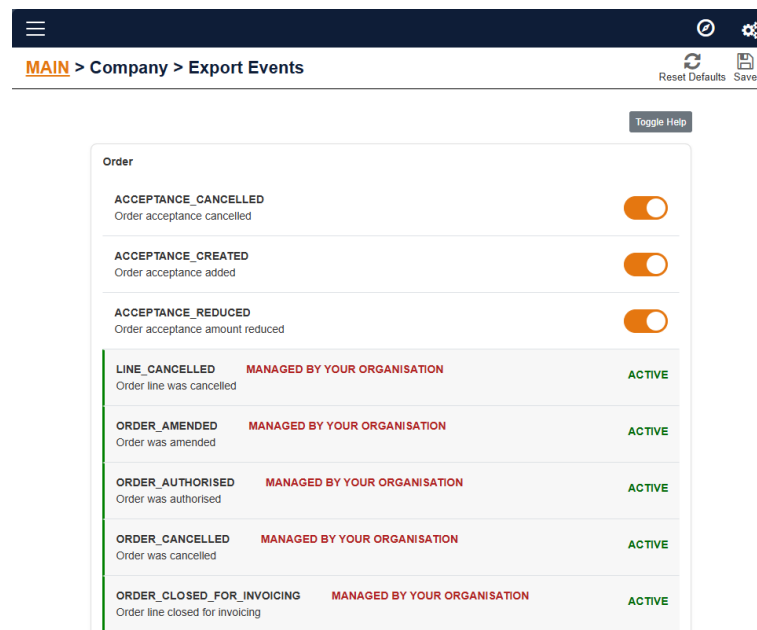 MAIN > Company > Export Events
Reset Defaults Save
Toggle Help
Order
ACCEPTANCE_CANCELLED
Order acceptance cancelled
ACCEPTANCE_CREATED
Order acceptance added
ACCEPTANCE_REDUCED
Order acceptance amount reduced
LINE_CANCELLED MANAGED BY YOUR ORGANISATION
Order line was cancelled
ACTIVE
ORDER_AMENDED MANAGED BY YOUR ORGANISATION
Order was amended
ACTIVE
ORDER_AUTHORISED MANAGED BY YOUR ORGANISATION
Order was authorised
ACTIVE
ORDER_CANCELLED MANAGED BY YOUR ORGANISATION
Order was cancelled
ACTIVE
ORDER_CLOSED_FOR_INVOICING MANAGED BY YOUR ORGANISATION
Order line closed for invoicing
ACTIVE